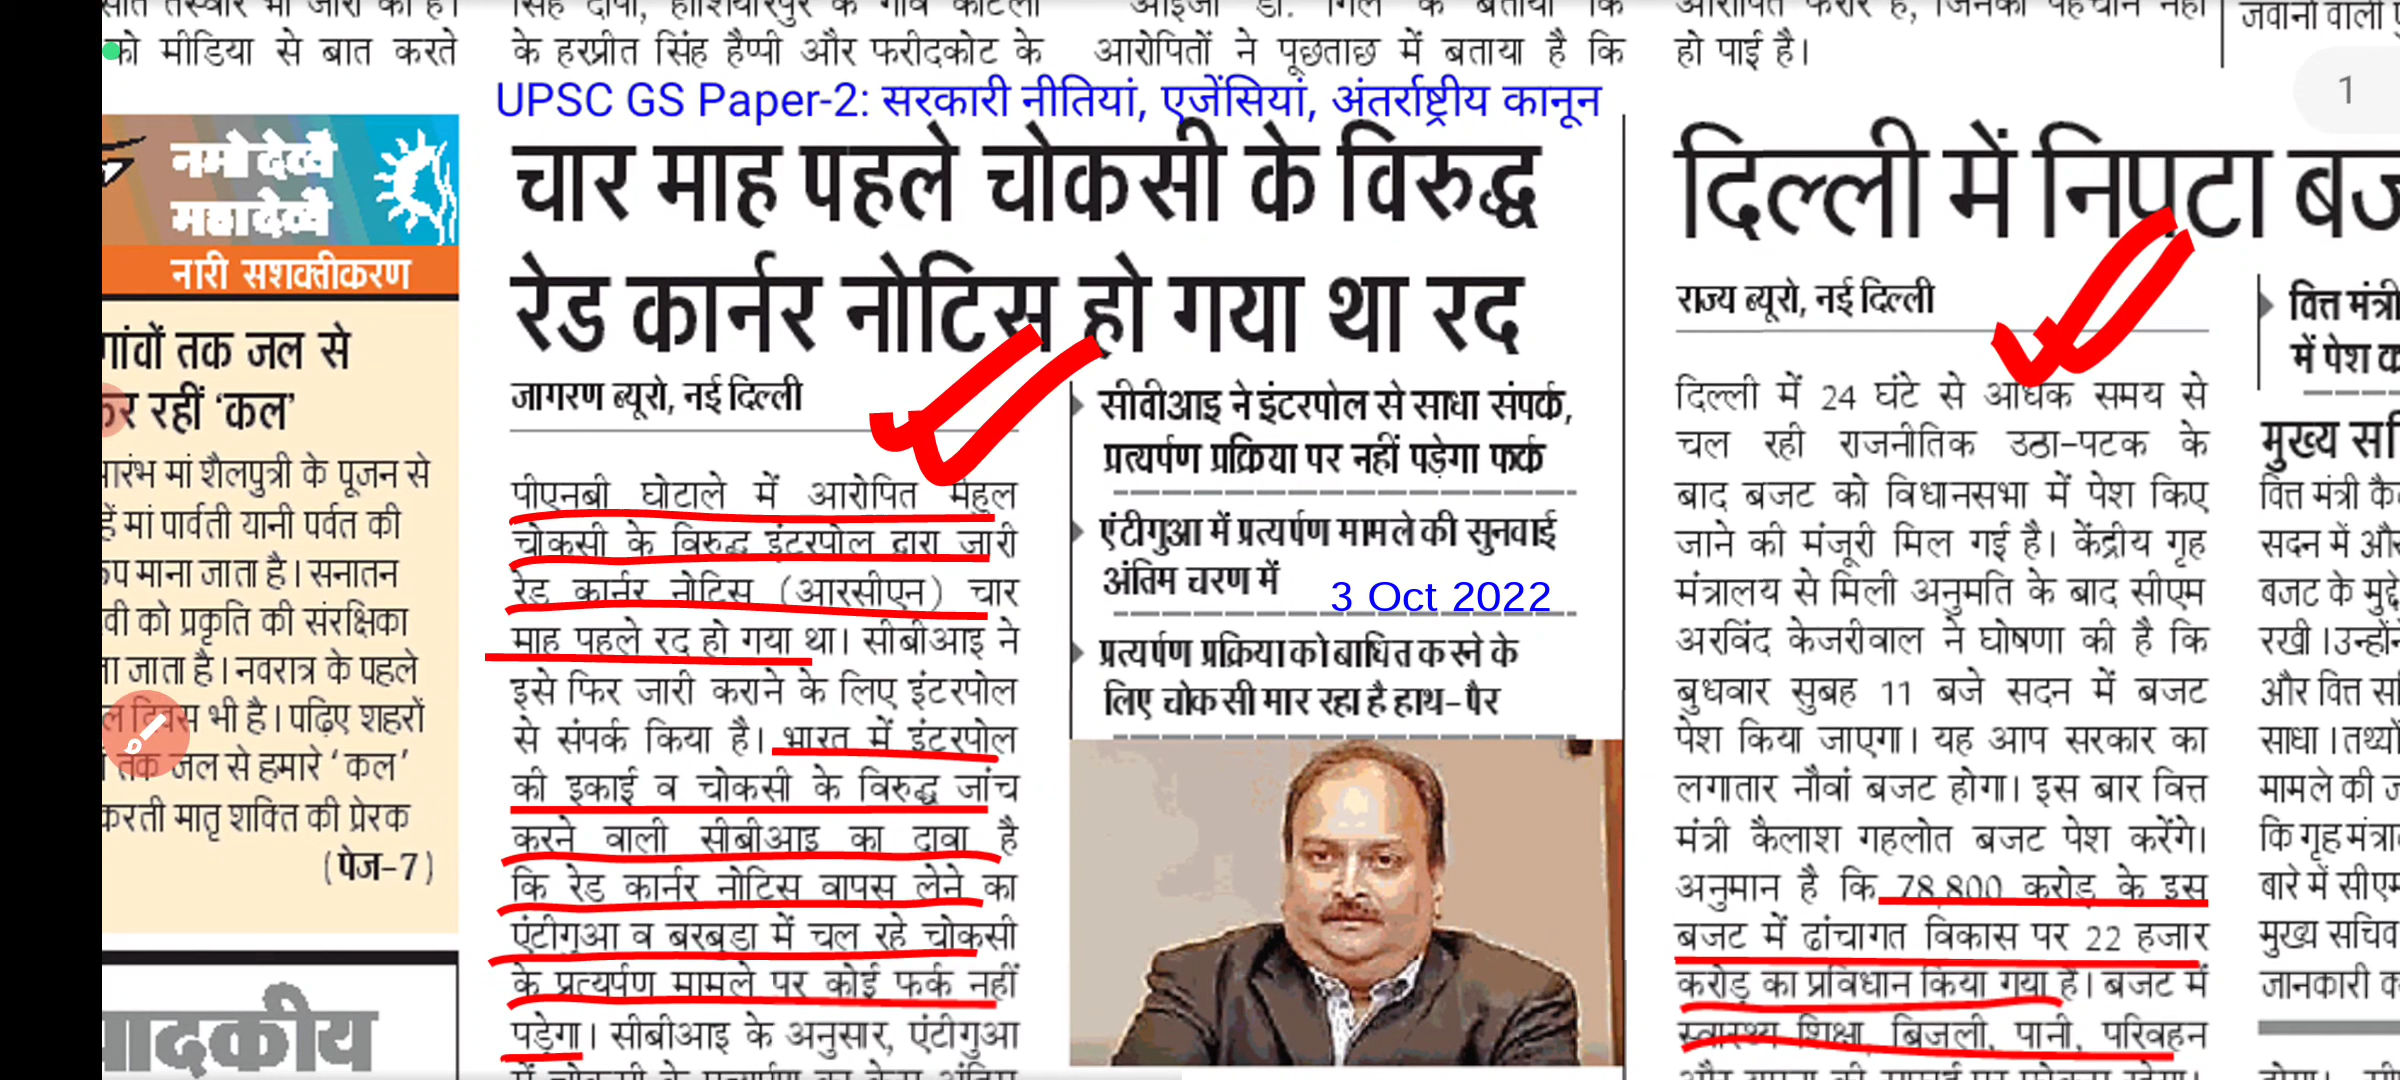 को मीडिया से बात करते
नमो देव्यै
महादेव्यै
नारी सशक्तीकरण
गांवों तक जल से
कर रहीं ‘कल’
मां शैलपुत्री के पूजन से
हैं मां पार्वती यानी पर्वत की
माना जाता है। सनातन
को प्रकृति की संरक्षिका
जाता है। नवरात्र के पहले
दिवस भी है। पढ़िए शहरों
तक जल से हमारे ‘कल’
करती मातृ शक्ति की प्रेरक
(पेज-7)
के हरप्रीत सिंह हैप्पी और फरीदकोट के
आरोपितों ने पूछताछ में बताया है कि
हो पाई है।
1
UPSC GS Paper-2: सरकारी नीतियां, एजेंसियां, अंतर्राष्ट्रीय कानून
चार माह पहले चोकसी के विरुद्ध
रेड कार्नर नोटिस हो गया था रद
जागरण ब्यूरो, नई दिल्ली
पीएनबी घोटाले में आरोपित मेहुल
चोकसी के विरुद्ध इंटरपोल द्वारा जारी
रेड कार्नर नोटिस (आरसीएन) चार
माह पहले रद हो गया था। सीबीआइ ने
इसे फिर जारी कराने के लिए इंटरपोल
से संपर्क किया है। भारत में इंटरपोल
की इकाई व चोकसी के विरुद्ध जांच
करने वाली सीबीआइ का दावा है
कि रेड कार्नर नोटिस वापस लेने का
एंटीगुआ व बरबुडा में चल रहे चोकसी
के प्रत्यर्पण मामले पर कोई फर्क नहीं
पड़ेगा। सीबीआइ के अनुसार, एंटीगुआ
सीवीआइ ने इंटरपोल से साधा संपर्क,
प्रत्यर्पण प्रक्रिया पर नहीं पड़ेगा फर्क
एंटीगुआ में प्रत्यर्पण मामले की सुनवाई
अंतिम चरण में
3 Oct 2022
प्रत्यर्पण प्रक्रिया को बाधित करने के
लिए चोकसी मार रहा है हाथ-पैर
दिल्ली में निपटा
राज्य ब्यूरो, नई दिल्ली
दिल्ली में 24 घंटे से अधिक समय से
चल रही राजनीतिक उठा-पटक के
बाद बजट को विधानसभा में पेश किए
जाने की मंजूरी मिल गई है। केंद्रीय गृह
मंत्रालय से मिली अनुमति के बाद सीएम
अरविंद केजरीवाल ने घोषणा की है कि
बुधवार सुबह 11 बजे सदन में बजट
पेश किया जाएगा। यह आप सरकार का
लगातार नौवां बजट होगा। इस बार वित्त
मंत्री कैलाश गहलोत बजट पेश करेंगे।
अनुमान है कि 78,800 करोड़ के इस
बजट में ढांचागत विकास पर 22 हजार
करोड़ का प्रविधान किया गया है। बजट में
स्वास्थ्य शिक्षा, बिजली, पानी, परिवहन
वित्त मंत्री
में पेश
मुख्य
वित्त मंत्री
सदन में
बजट के
रखी। उन्होंने
और वित्त
साधा।
मामले की
कि गृह
बारे में
मुख्य सचिव
जानकारी